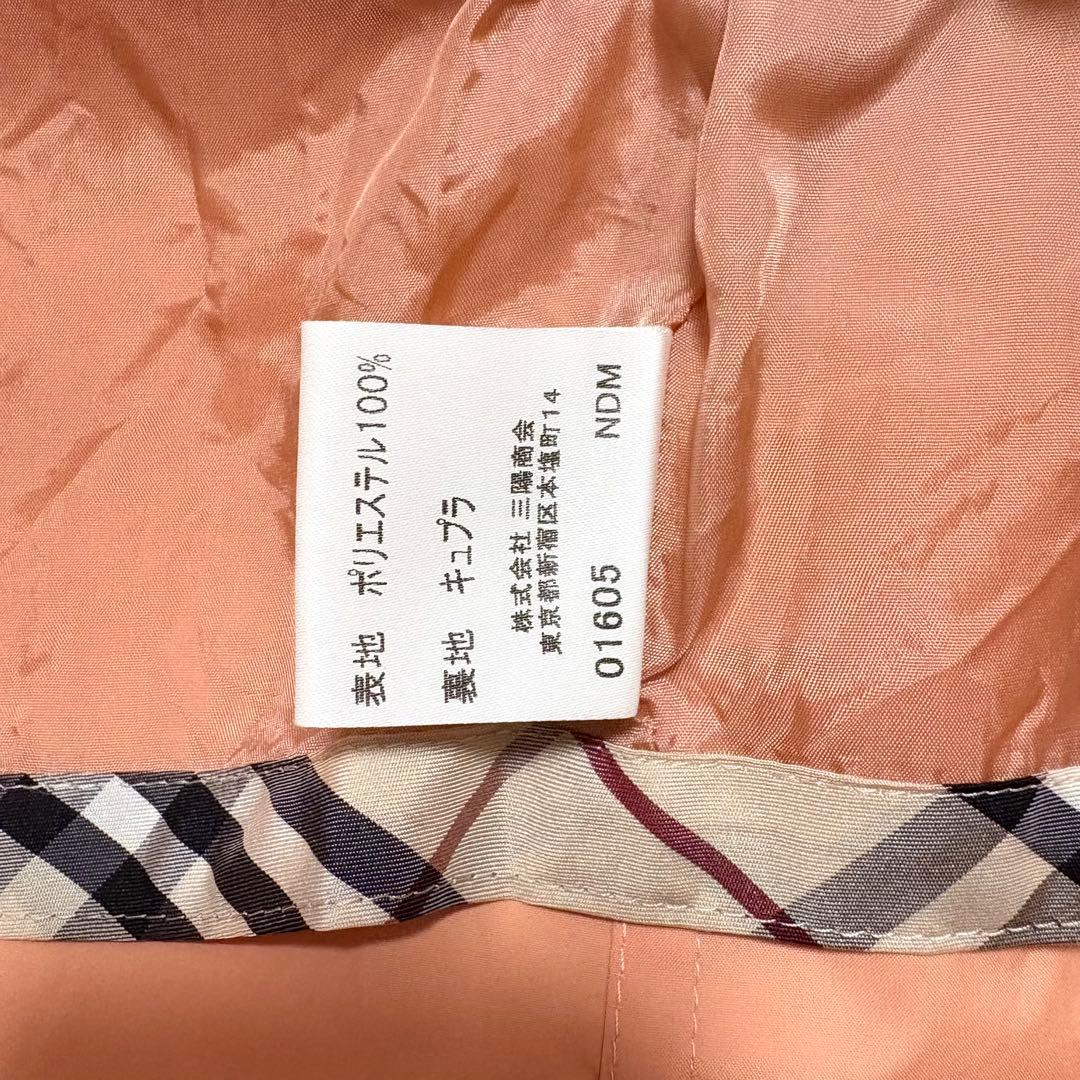 表地 ポリエステル100%
裏地 キュプラ
株式会社 三陽商会
東京都新宿区本塩町14
01605 NDM